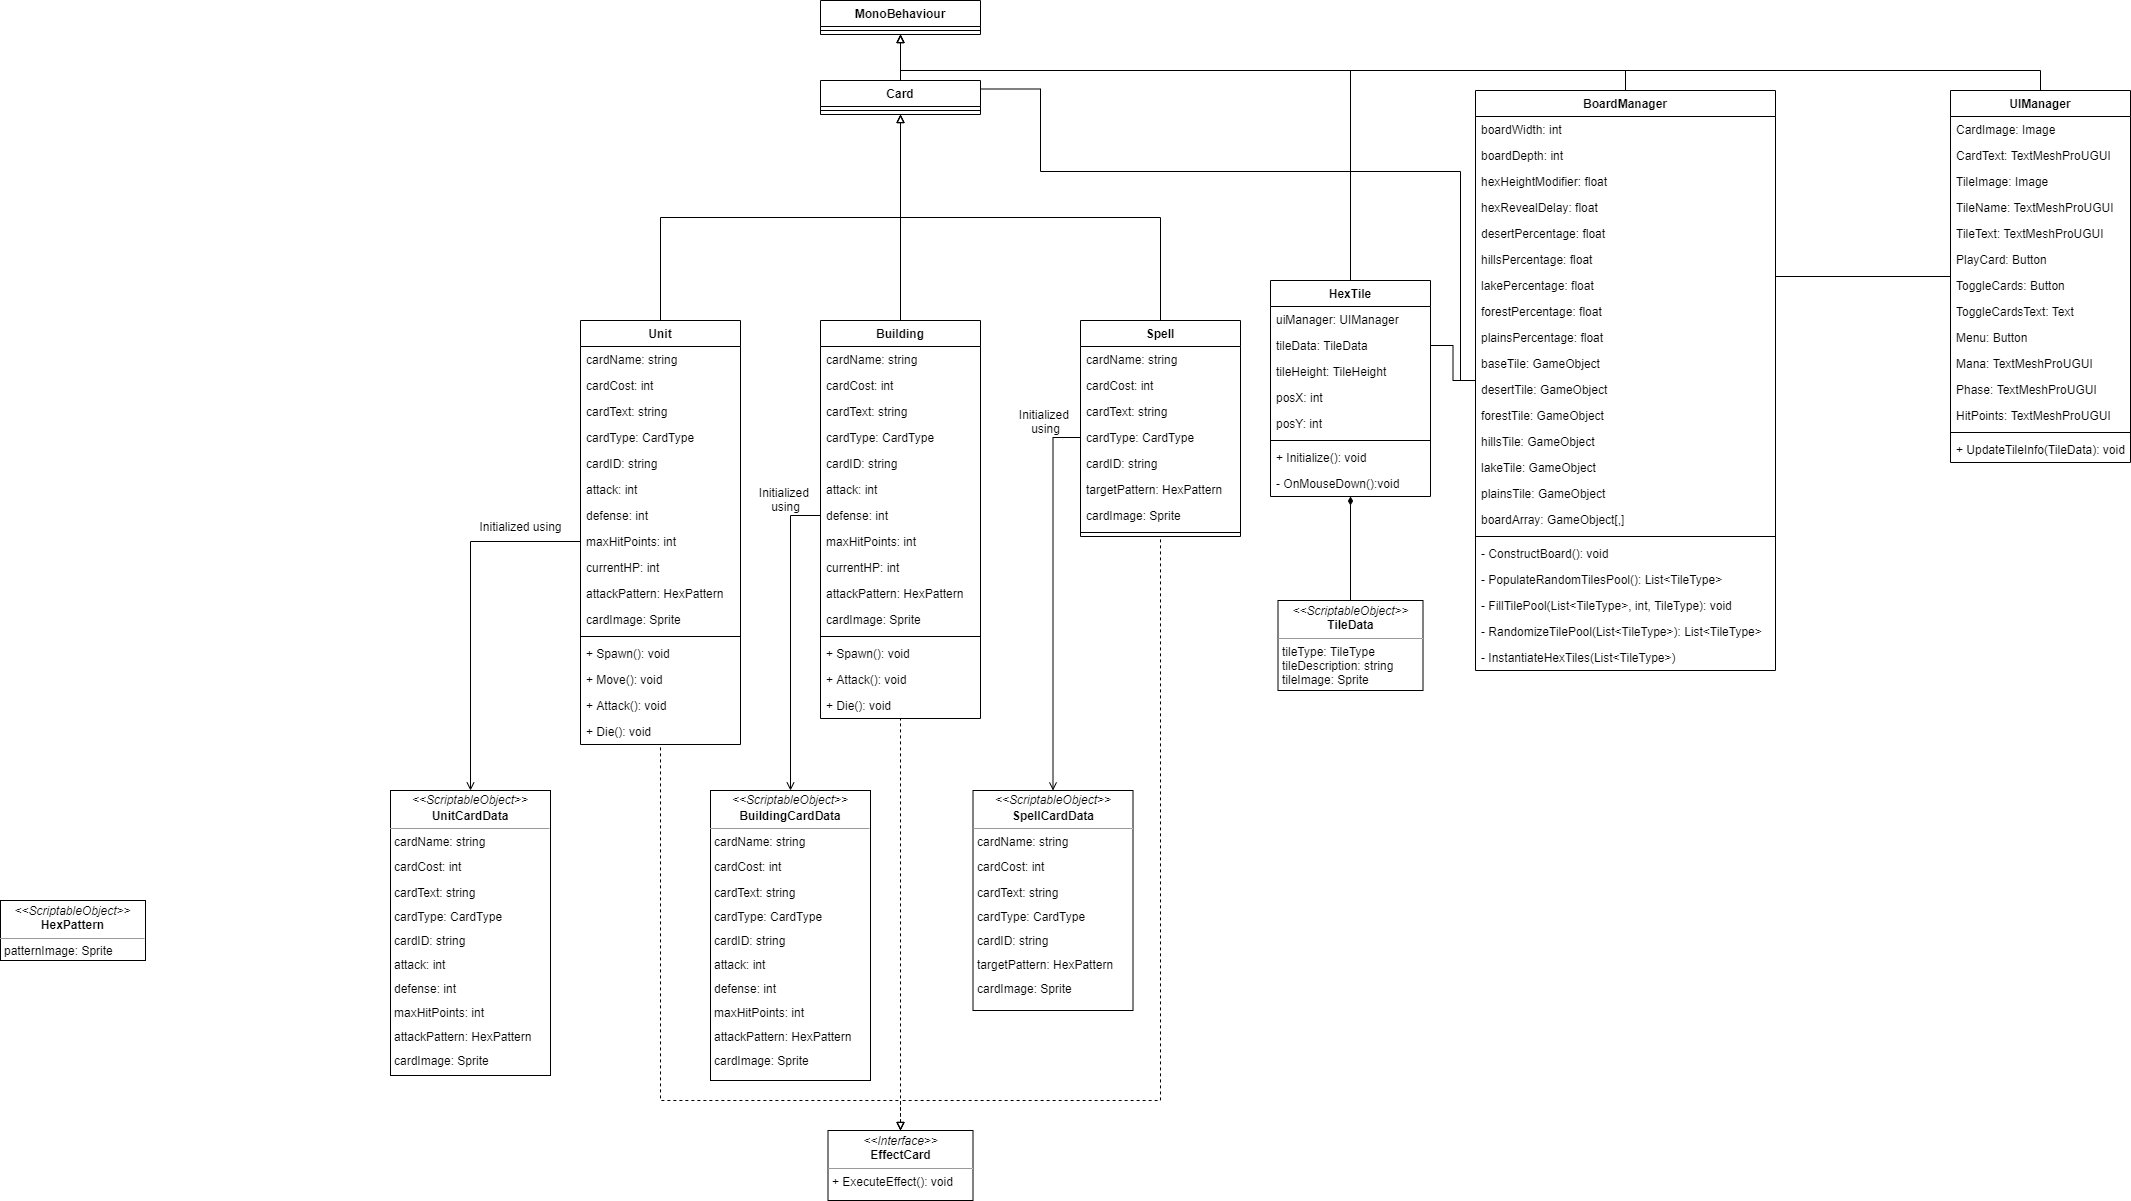 MonoBehaviour
Card
Unit
cardName: string
cardCost: int
cardText: string
cardType: CardType
cardID: string
attack: int
defense: int
maxHitPoints: int
currentHP: int
attackPattern: HexPattern
cardImage: Sprite
+ Spawn(): void
+ Move(): void
+ Attack(): void
+ Die(): void
Building
cardName: string
cardCost: int
cardText: string
cardType: CardType
cardID: string
attack: int
defense: int
maxHitPoints: int
currentHP: int
attackPattern: HexPattern
cardImage: Sprite
+ Spawn(): void
+ Attack(): void
+ Die(): void
Spell
cardName: string
cardCost: int
cardText: string
cardType: CardType
cardID: string
targetPattern: HexPattern
cardImage: Sprite
HexTile
uiManager: UIManager
tileData: TileData
tileHeight: TileHeight
posX: int
posY: int
+ Initialize(): void
- OnMouseDown():void
BoardManager
boardWidth: int
boardDepth: int
hexHeightModifier: float
hexRevealDelay: float
desertPercentage: float
hillsPercentage: float
lakePercentage: float
forestPercentage: float
plainsPercentage: float
baseTile: GameObject
desertTile: GameObject
forestTile: GameObject
hillsTile: GameObject
lakeTile: GameObject
plainsTile: GameObject
boardArray: GameObject[,]
- ConstructBoard(): void
- PopulateRandomTilesPool(): List<TileType>
- FillTilePool(List<TileType>, int, TileType): void
- RandomizeTilePool(List<TileType>): List<TileType>
- InstantiateHexTiles(List<TileType>)
UIManager
CardImage: Image
CardText: TextMeshProUGUI
TileImage: Image
TileName: TextMeshProUGUI
TileText: TextMeshProUGUI
PlayCard: Button
ToggleCards: Button
ToggleCardsText: Text
Menu: Button
Mana: TextMeshProUGUI
Phase: TextMeshProUGUI
HitPoints: TextMeshProUGUI
+ UpdateTileInfo(TileData): void
Initialized using
Initialized
using
Initialized
using
<<ScriptableObject>>
TileData
tileType: TileType
tileDescription: string
tileImage: Sprite
<<ScriptableObject>>
HexPattern
patternImage: Sprite
<<ScriptableObject>>
UnitCardData
cardName: string
cardCost: int
cardText: string
cardType: CardType
cardID: string
attack: int
defense: int
maxHitPoints: int
attackPattern: HexPattern
cardImage: Sprite
<<ScriptableObject>>
BuildingCardData
cardName: string
cardCost: int
cardText: string
cardType: CardType
cardID: string
attack: int
defense: int
maxHitPoints: int
attackPattern: HexPattern
cardImage: Sprite
<<ScriptableObject>>
SpellCardData
cardName: string
cardCost: int
cardText: string
cardType: CardType
cardID: string
targetPattern: HexPattern
cardImage: Sprite
<<Interface>>
EffectCard
+ ExecuteEffect(): void